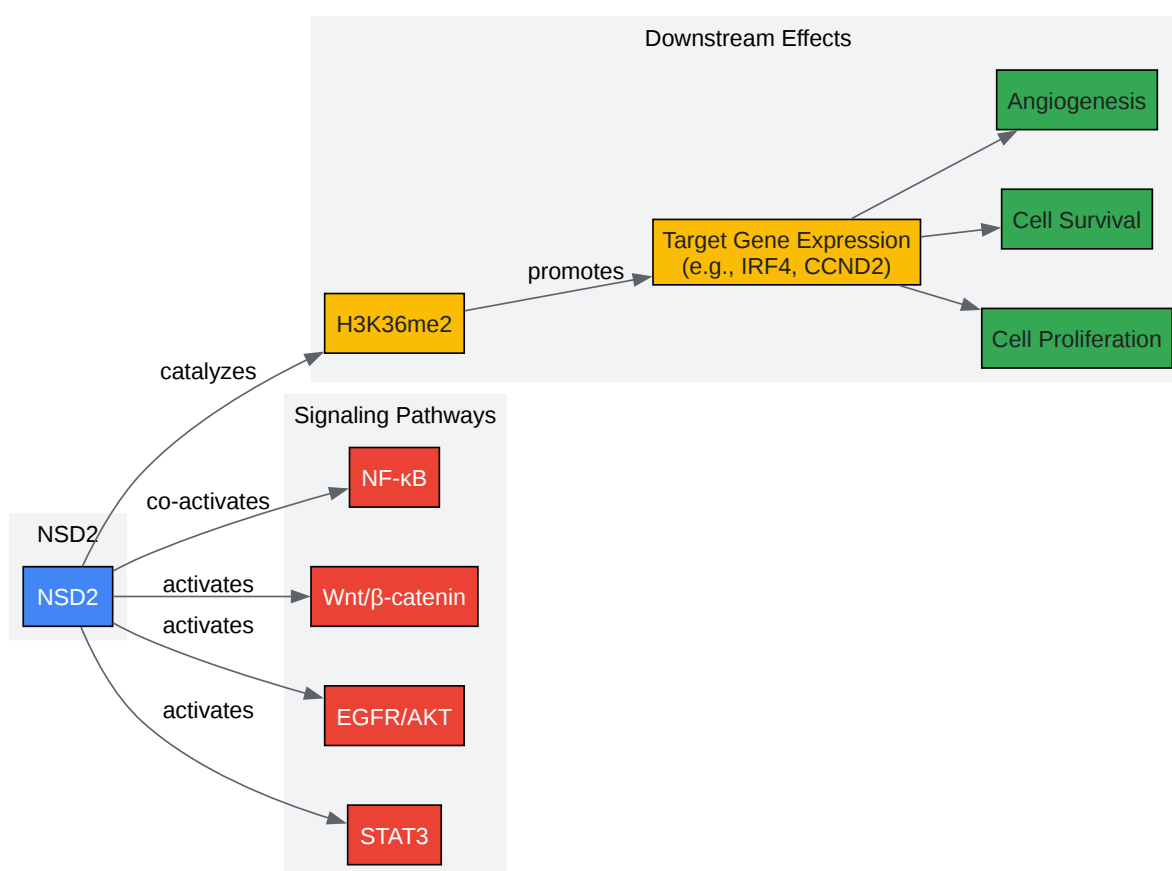 Downstream Effects
Angiogenesis
Cell Survival
Target Gene Expression
(e.g., IRF4, CCND2)
promotes
H3K36me2
Cell Proliferation
catalyzes
Signaling Pathways
NF-κB
co-activates
NSD2
NSD2
activates
Wnt/β-catenin
activates
EGFR/AKT
activates
STAT3